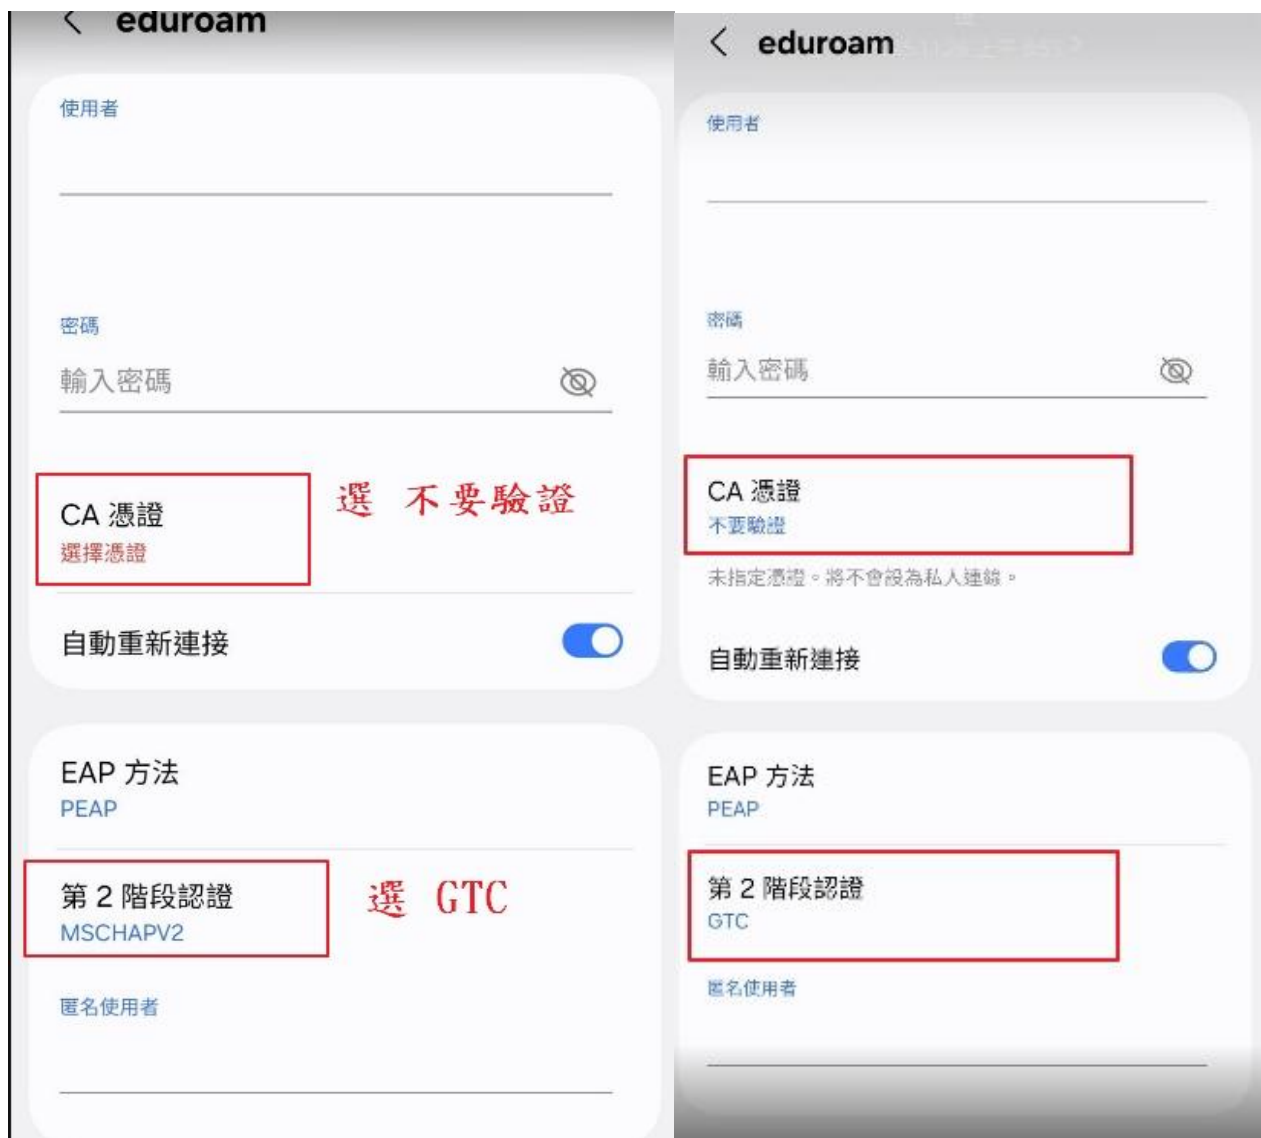 eduroam
使用者
密碼
輸入密碼
CA 憑證
選擇憑證
選 不要驗證
自動重新連接
EAP 方法
PEAP
第 2 階段認證
MSCHAPV2
選 GTC
匿名使用者
eduroam
使用者
密碼
輸入密碼
CA 憑證
不要驗證
未指定憑證。將不會設為私人連線。
自動重新連接
EAP 方法
PEAP
第 2 階段認證
GTC
匿名使用者